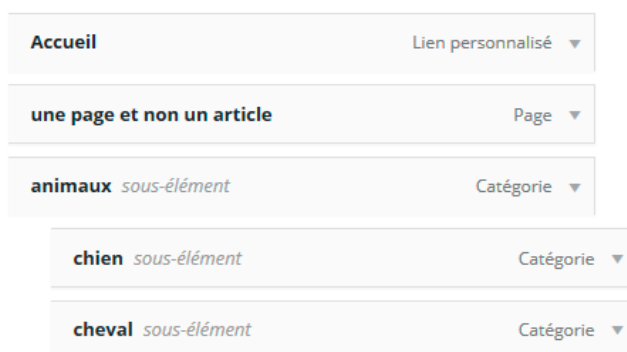 Accueil Lien personnalisé
une page et non un article Page
animaux sous-élément Catégorie
chien sous-élément Catégorie
cheval sous-élément Catégorie